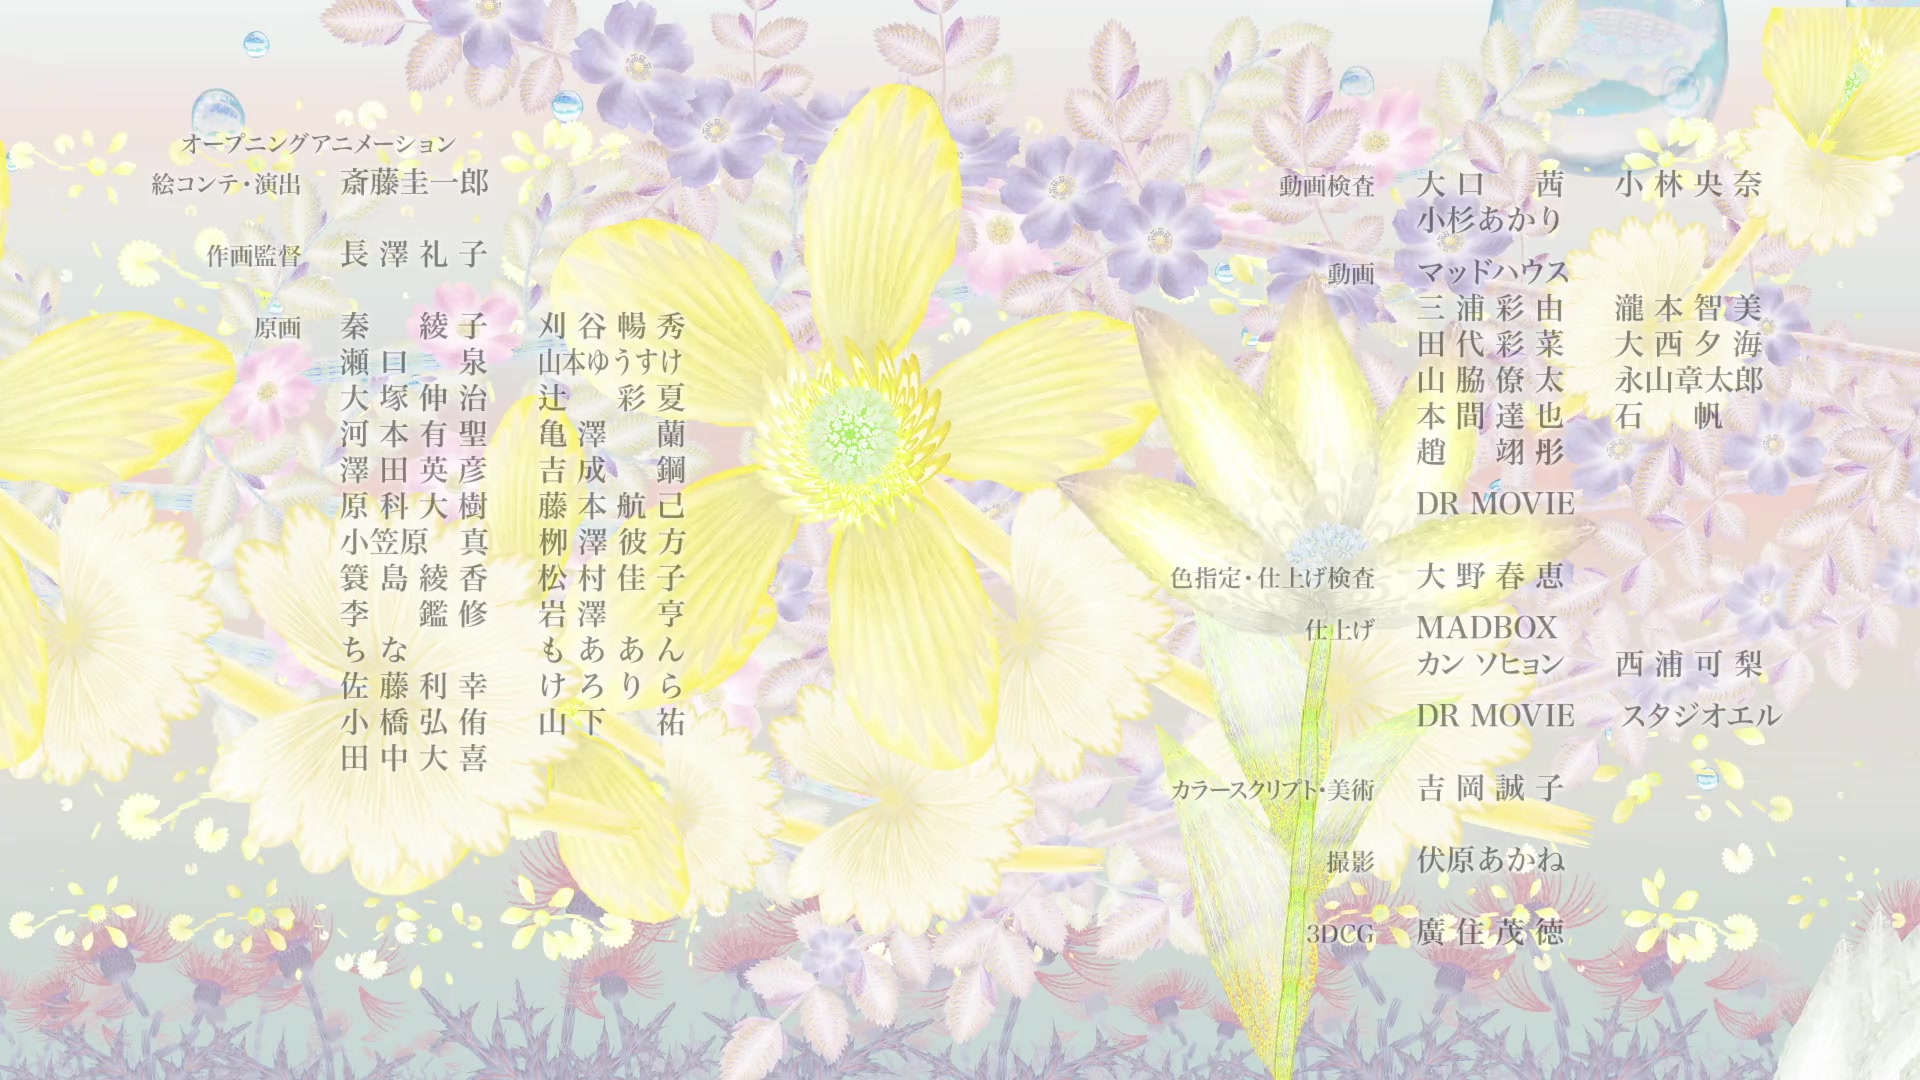 オープニングアニメーション
絵コンテ・演出 斎藤圭一郎
作画監督 長澤礼子
原画 秦 綾子 刈谷暢秀
瀬口 泉 山本ゆうすけ
大塚伸治 辻 彩夏
河本有聖 亀澤 蘭
澤田英彦 吉成 鋼
原科大樹 藤本航己
小笠原 真 栁澤彼方
簑島綾香 松村佳子
李 鑑修 岩澤 亨
ちな もああん
佐藤利幸 けろりら
小橋弘侑 山下 祐
田中大喜
動画検査 大口 茜 小林央奈
小杉あかり
動画 マッドハウス
三浦彩由 瀧本智美
田代彩菜 大西夕海
山脇僚太 永山章太郎
本間達也 石 帆
趙 翊彤
DR MOVIE
色指定・仕上げ検査 大野春恵
仕上げ MADBOX
カン ソヒョン 西浦可梨
DR MOVIE スタジオエル
カラースクリプト・美術 吉岡誠子
撮影 伏原あかね
3DCG 廣住茂徳